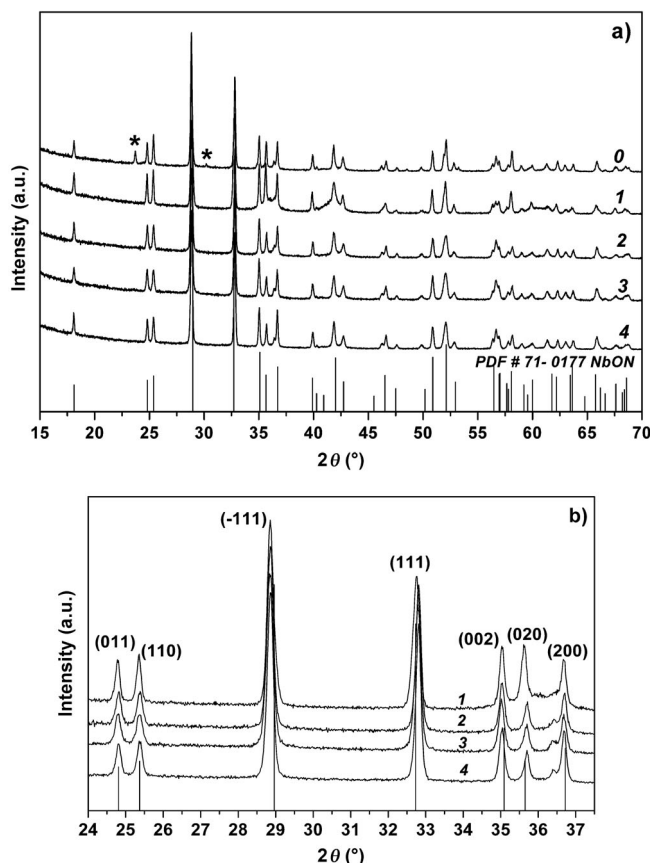 a)
Intensity (a.u.)
*
*
0
1
2
3
4
PDF # 71- 0177 NbON
15 20 25 30 35 40 45 50 55 60 65 70
2θ (°)
b)
Intensity (a.u.)
(-111)
(111)
(011)
(110)
(002)
(020)
(200)
1
2
3
4
24 25 26 27 28 29 30 31 32 33 34 35 36 37
2θ (°)